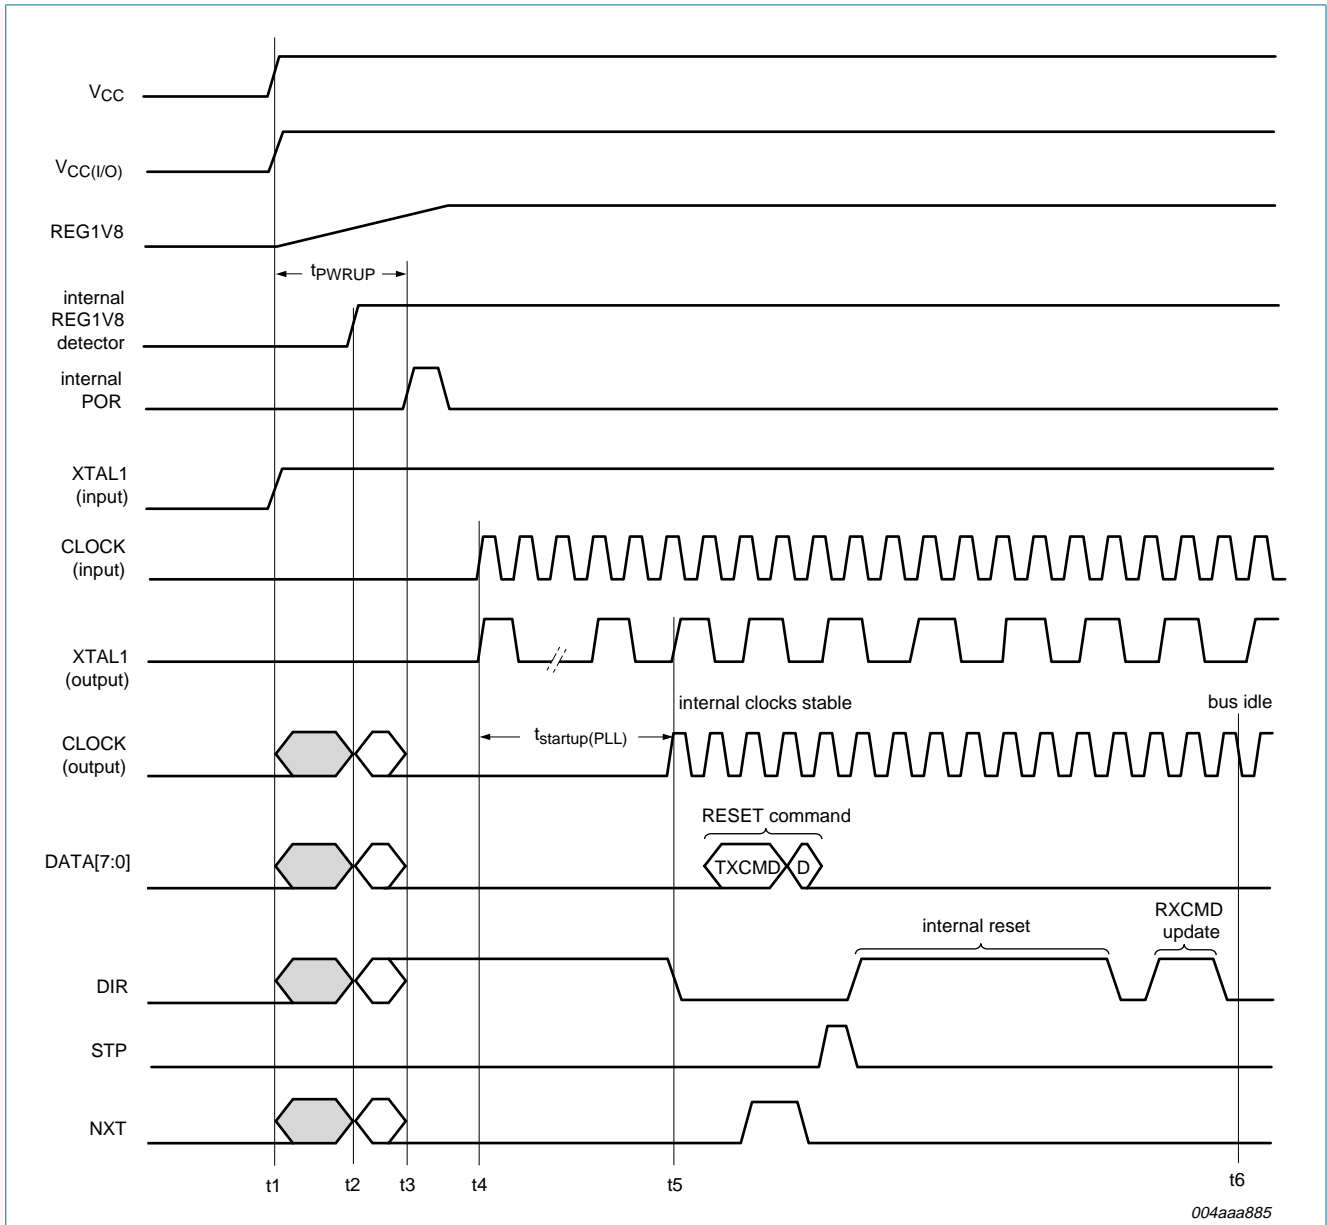 VCC
VCC(I/O)
REG1V8
tPWRUP
internal
REG1V8
detector
internal
POR
XTAL1
(input)
CLOCK
(input)
XTAL1
(output)
internal clocks stable
bus idle
CLOCK
(output)
tstartup(PLL)
RESET command
DATA[7:0]
TXCMD
D
internal reset
RXCMD
update
DIR
STP
NXT
t1
t2
t3
t4
t5
t6
004aaa885